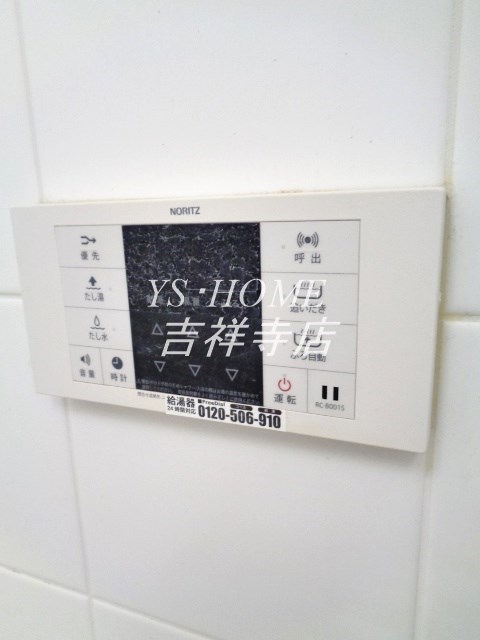 NORITZ
優先
呼出
たし湯
追いだき
YS・HOME
吉祥寺店
たし水
ふろ自動
音量
時計
運転
RC-B001S
給湯器
24時間対応
FreeDial
0120-506-910